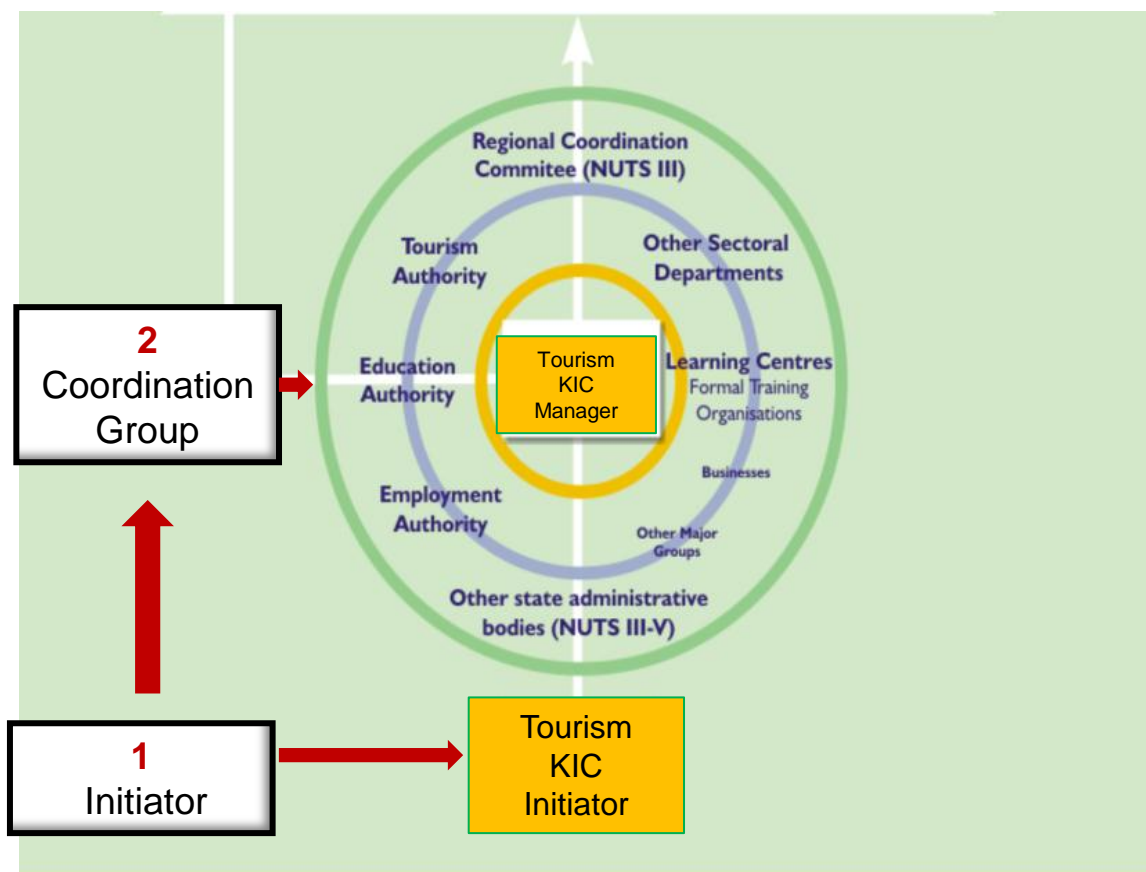 Regional Coordination
Commitee (NUTS III)
Tourism
Authority
Other Sectoral
Departments
2
Coordination
Group
Education
Authority
Tourism
KIC
Manager
Learning Centres
Formal Training
Organisations
Businesses
Employment
Authority
Other Major
Groups
Other state administrative
bodies (NUTS III-V)
1
Initiator
Tourism
KIC
Initiator